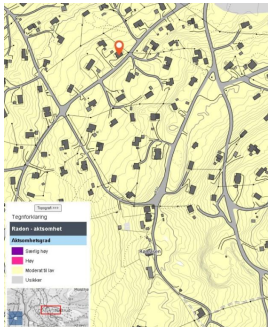 Tegnforklaring
Radon - aktsomhet
Aktsomhetsgrad
Særlig høy
Høy
Moderat til lav
Usikker